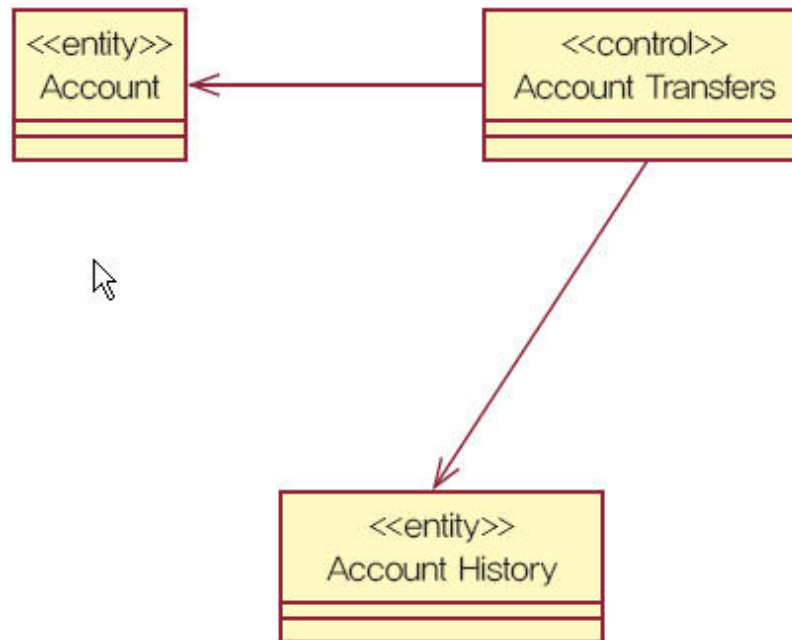 <<entity>>
Account
<<control>>
Account Transfers
<<entity>>
Account History